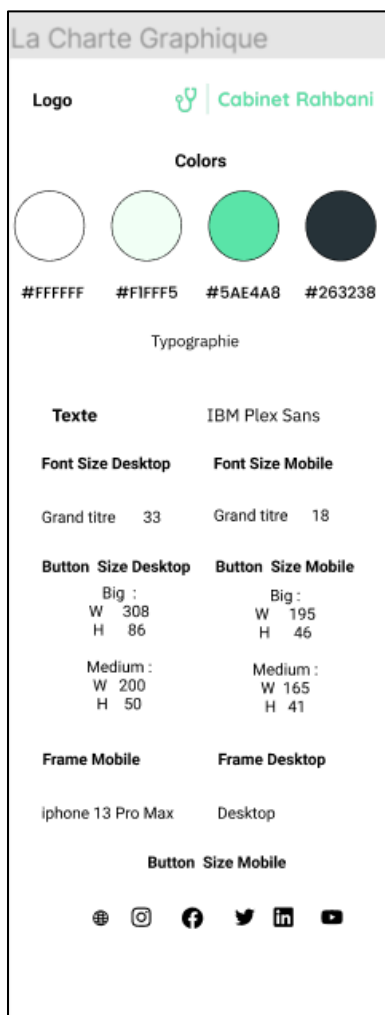 La Charte Graphique
Logo Cabinet Rahbani
Colors
#FFFFFF #F1FFF5 #5AE4A8 #263238
Typographie
Texte IBM Plex Sans
Font Size Desktop Font Size Mobile
Grand titre 33 Grand titre 18
Button Size Desktop Button Size Mobile
Big : Big :
W 308 W 195
H 86 H 46
Medium : Medium :
W 200 W 165
H 50 H 41
Frame Mobile Frame Desktop
iphone 13 Pro Max Desktop
Button Size Mobile